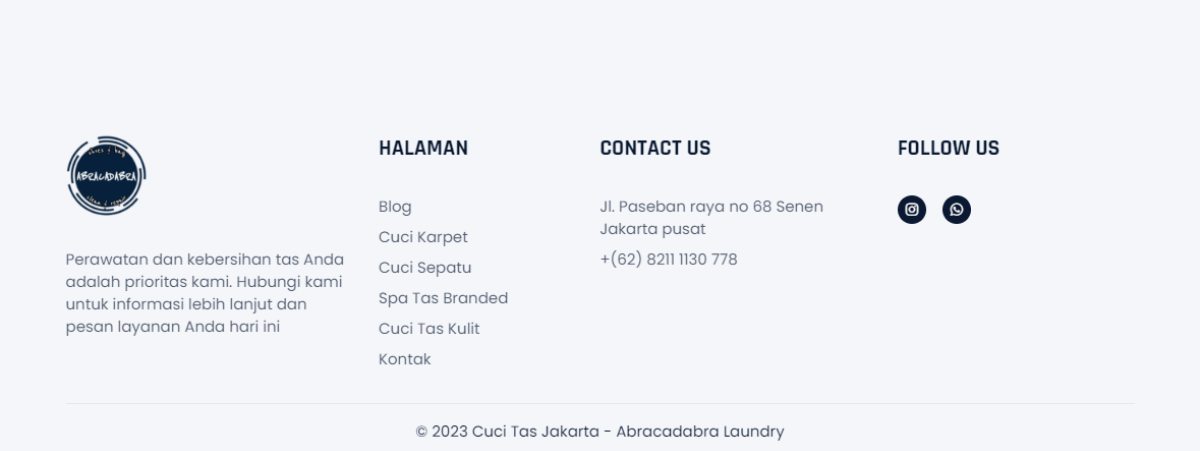 ABRACADABRA
Perawatan dan kebersihan tas Anda
adalah prioritas kami. Hubungi kami
untuk informasi lebih lanjut dan
pesan layanan Anda hari ini
HALAMAN
Blog
Cuci Karpet
Cuci Sepatu
Spa Tas Branded
Cuci Tas Kulit
Kontak
CONTACT US
Jl. Paseban raya no 68 Senen
Jakarta pusat
+(62) 8211 1130 778
FOLLOW US
© 2023 Cuci Tas Jakarta - Abracadabra Laundry